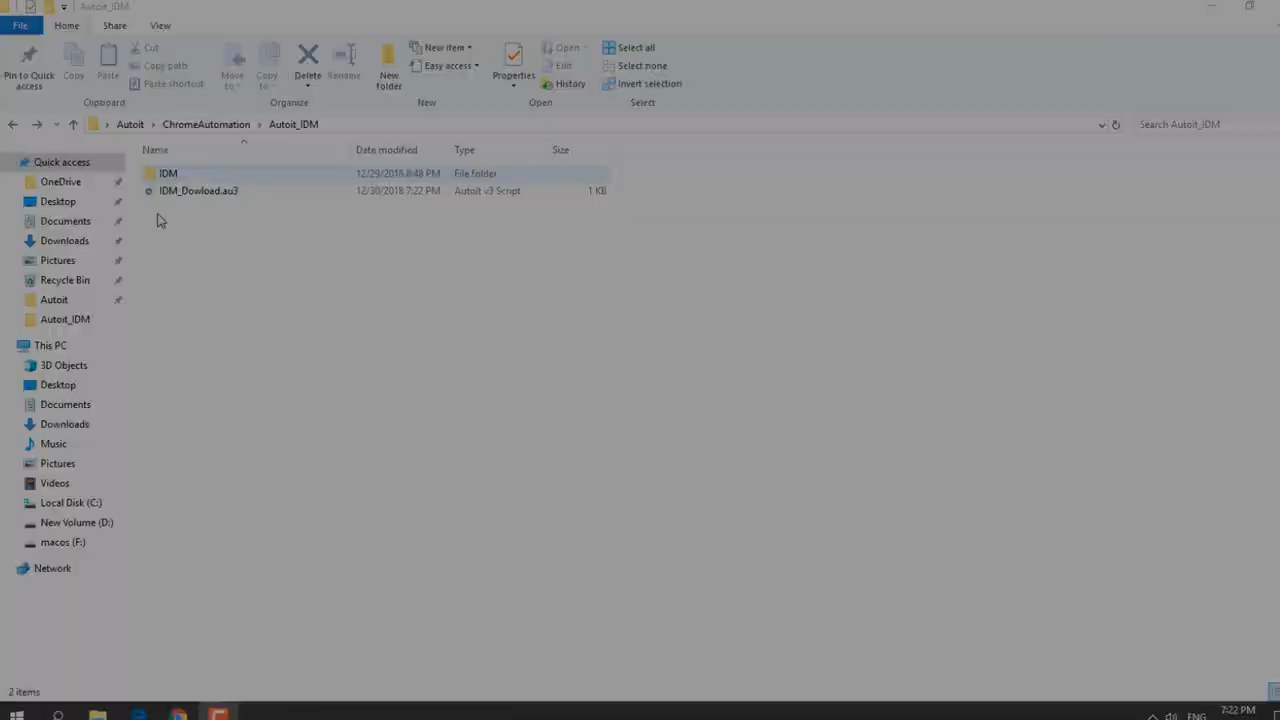 Autoit_IDM
File Home Share View
Pin to Quick access
Copy
Paste
Cut
Copy path
Paste shortcut
Clipboard
Move to
Copy to
Delete
Rename
Organize
New folder
New item
Easy access
New
Properties
Open
Edit
History
Open
Select all
Select none
Invert selection
Select
Autoit > ChromeAutomation > Autoit_IDM
Search Autoit_IDM
Name Date modified Type Size
IDM 12/29/2018 8:48 PM File folder
IDM_Dowload.au3 12/30/2018 7:22 PM AutoIt v3 Script 1 KB
Quick access
OneDrive
Desktop
Documents
Downloads
Pictures
Recycle Bin
Autoit
Autoit_IDM
This PC
3D Objects
Desktop
Documents
Downloads
Music
Pictures
Videos
Local Disk (C:)
New Volume (D:)
macos (F:)
Network
2 items
ENG
7:22 PM